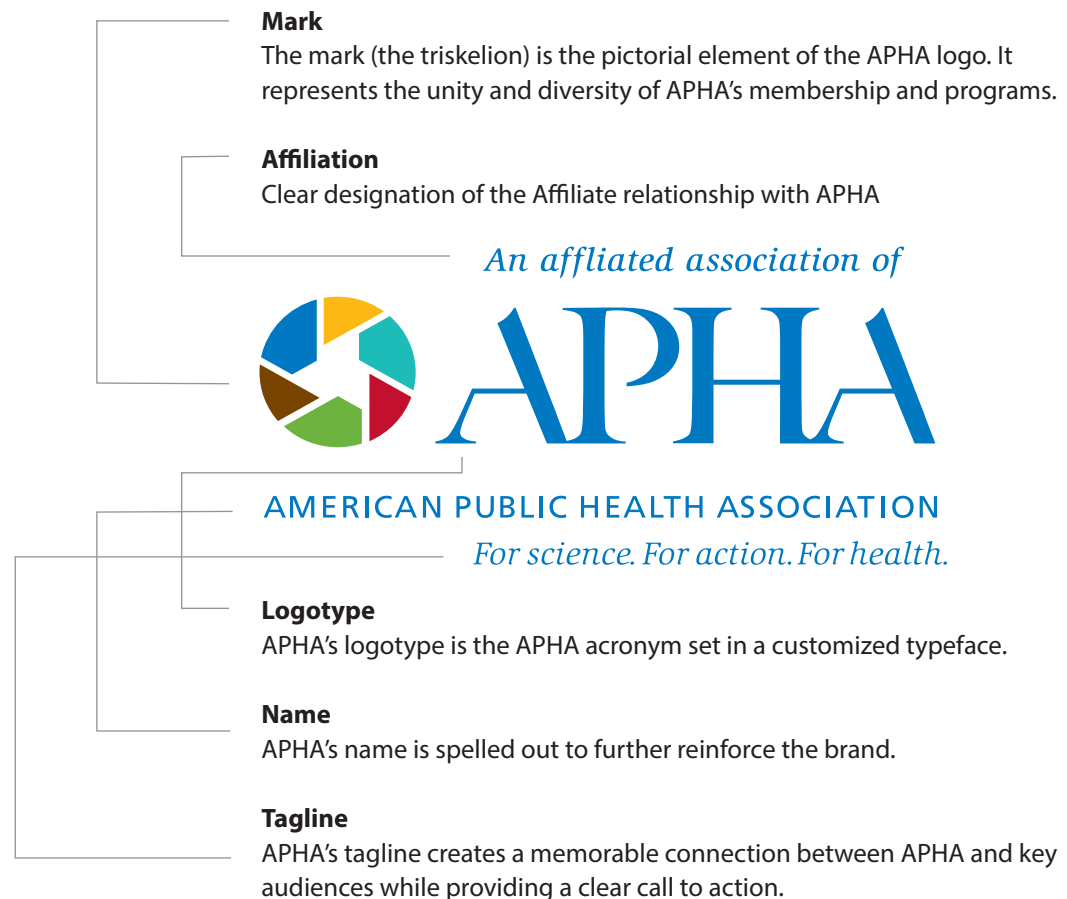 Mark
The mark (the triskelion) is the pictorial element of the APHA logo. It
represents the unity and diversity of APHA’s membership and programs.
Affiliation
Clear designation of the Affiliate relationship with APHA
An affliated association of
APHA
AMERICAN PUBLIC HEALTH ASSOCIATION
For science. For action. For health.
Logotype
APHA’s logotype is the APHA acronym set in a customized typeface.
Name
APHA’s name is spelled out to further reinforce the brand.
Tagline
APHA’s tagline creates a memorable connection between APHA and key
audiences while providing a clear call to action.